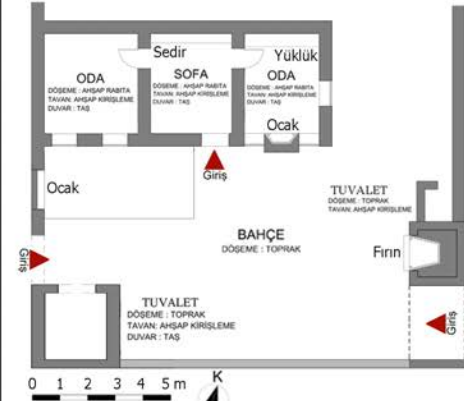 Sedir
Yüklük
ODA
DÖŞEME : AHŞAP RABITA
TAVAN: AHŞAP KİRİŞLEME
DUVAR : TAŞ
SOFA
DÖŞEME : AHŞAP RABITA
TAVAN: AHŞAP KİRİŞLEME
DUVAR : TAŞ
ODA
DÖŞEME : AHŞAP RABITA
TAVAN: AHŞAP KİRİŞLEME
DUVAR : TAŞ
Ocak
Giriş
Ocak
TUVALET
DÖŞEME : TOPRAK
TAVAN: AHŞAP KİRİŞLEME
BAHÇE
DÖŞEME : TOPRAK
Fırın
Giriş
TUVALET
DÖŞEME : TOPRAK
TAVAN: AHŞAP KİRİŞLEME
DUVAR : TAŞ
Giriş
0 1 2 3 4 5 m
K